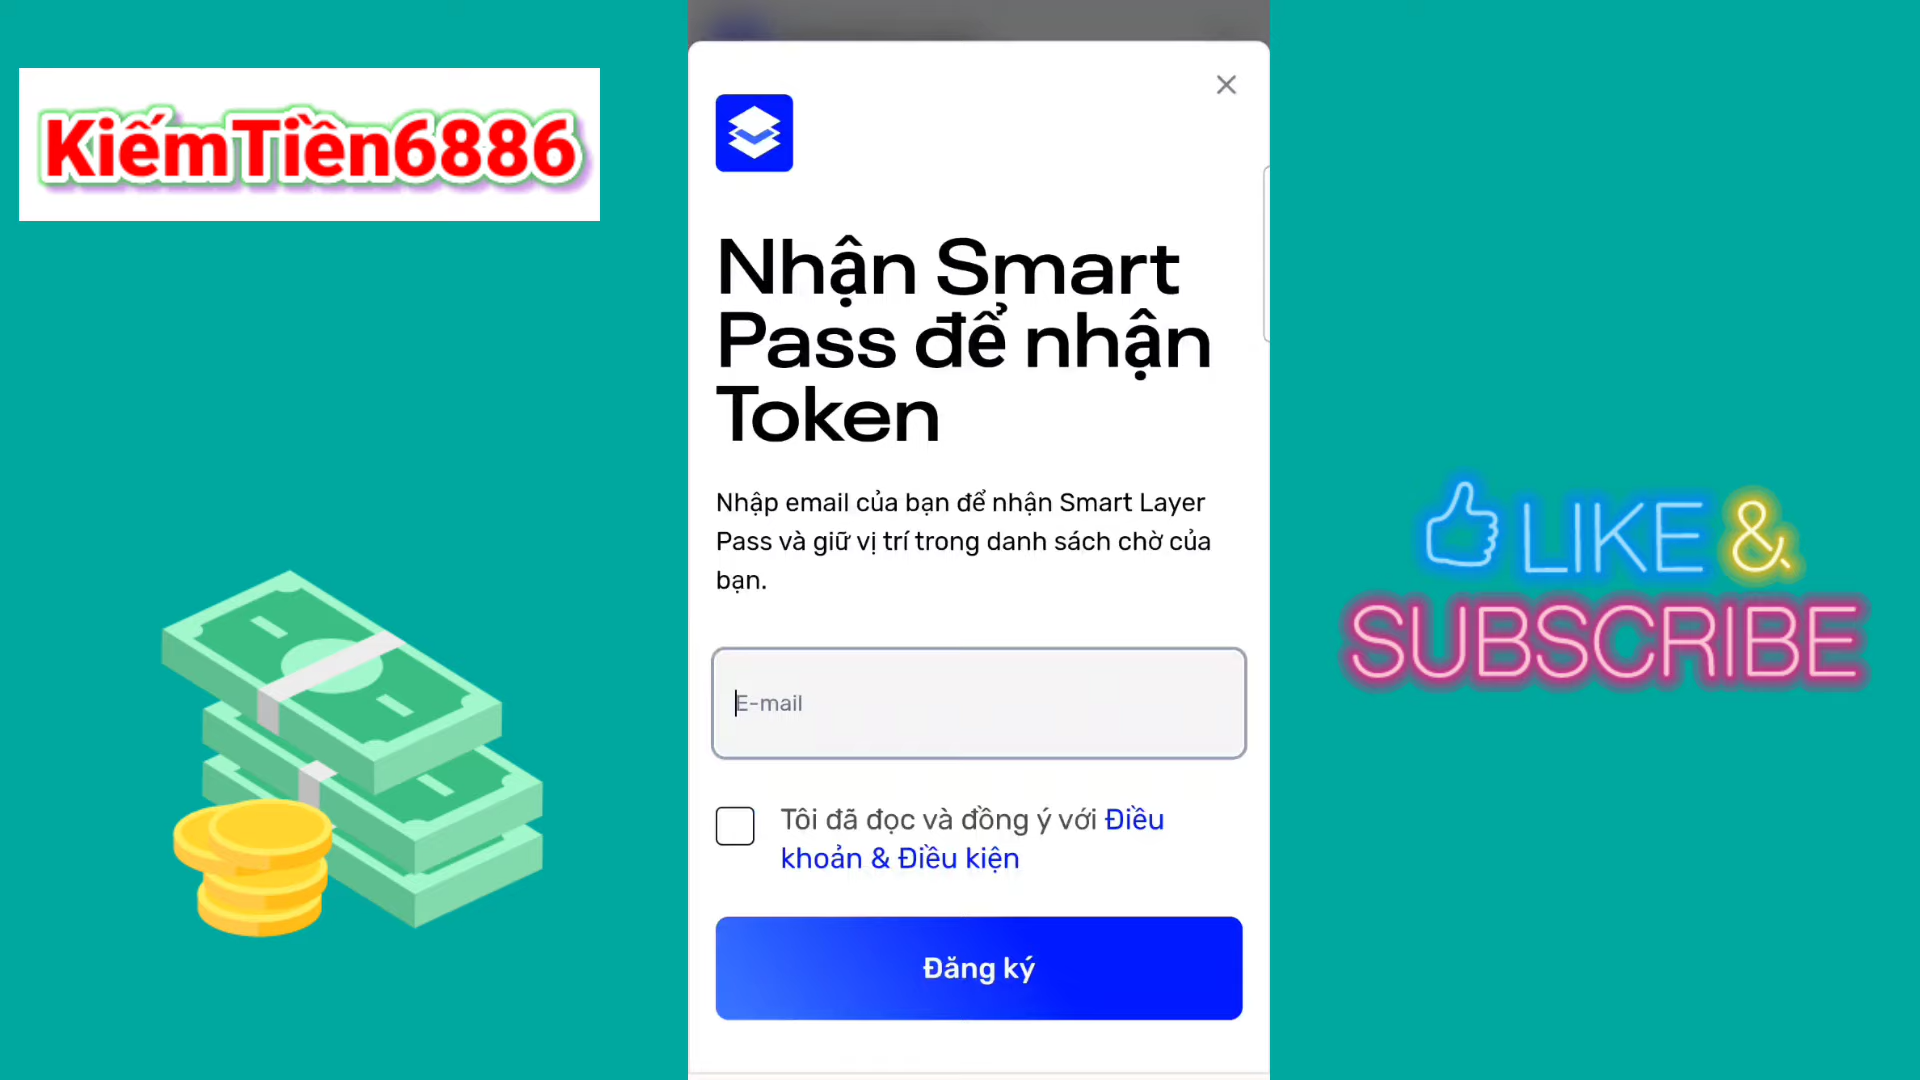 KiếmTiền6886
Nhận Smart
Pass để nhận
Token
Nhập email của bạn để nhận Smart Layer
Pass và giữ vị trí trong danh sách chờ của
bạn.
E-mail
Tôi đã đọc và đồng ý với Điều
khoản & Điều kiện
Đăng ký
LIKE &
SUBSCRIBE